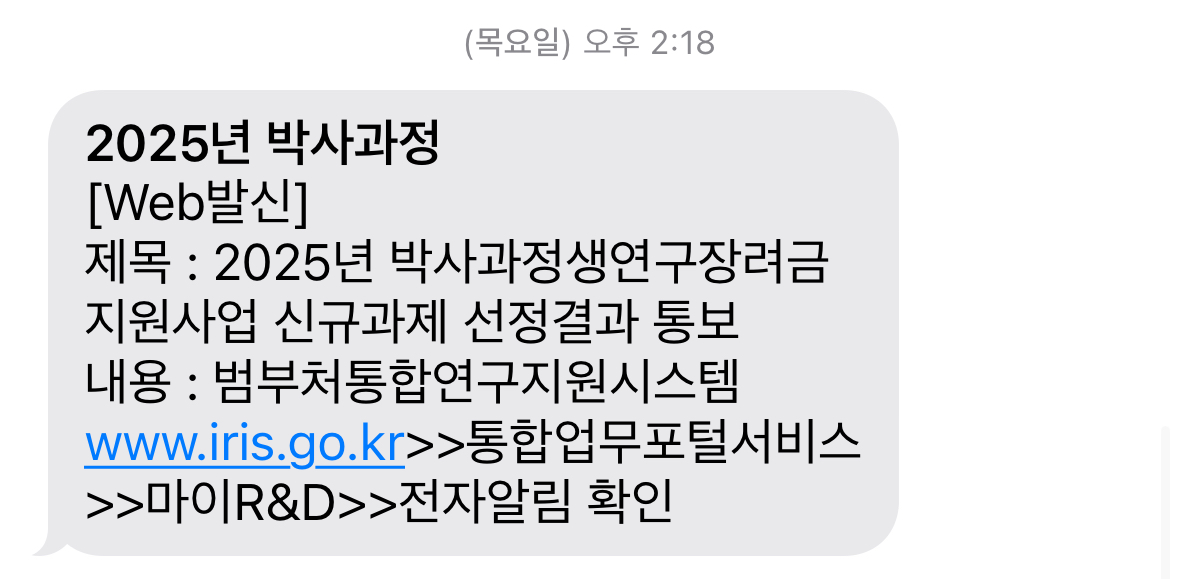 (목요일) 오후 2:18
2025년 박사과정
[Web발신]
제목 : 2025년 박사과정생연구장려금
지원사업 신규과제 선정결과 통보
내용 : 범부처통합연구지원시스템
www.iris.go.kr>>통합업무포털서비스
>>마이R&D>>전자알림 확인